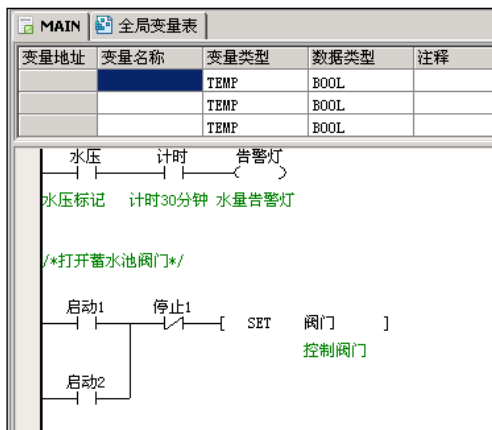 MAIN 全局变量表
变量地址 变量名称 变量类型 数据类型 注释
TEMP BOOL
TEMP BOOL
TEMP BOOL
水压 计时 告警灯
水压标记 计时30分钟 水量告警灯
/*打开蓄水池阀门*/
启动1 停止1
[ SET 阀门 ]
控制阀门
启动2